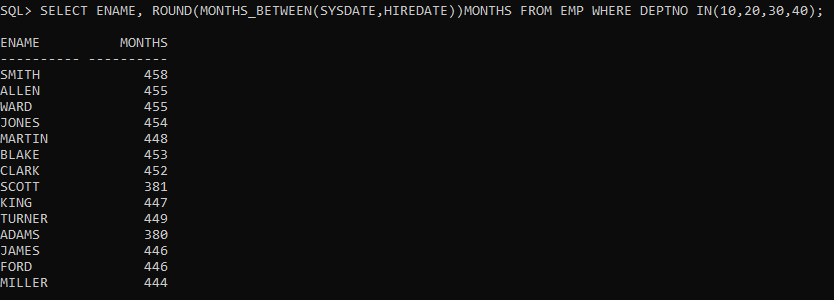 SQL> SELECT ENAME, ROUND(MONTHS_BETWEEN(SYSDATE,HIREDATE))MONTHS FROM EMP WHERE DEPTNO IN(10,20,30,40);
ENAME          MONTHS
---------- ----------
SMITH             458
ALLEN             455
WARD              455
JONES             454
MARTIN            448
BLAKE             453
CLARK             452
SCOTT             381
KING              447
TURNER            449
ADAMS             380
JAMES             446
FORD              446
MILLER            444